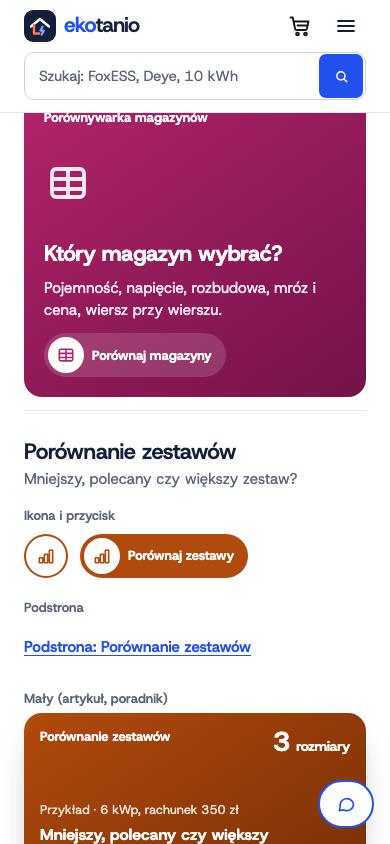 ekotanio
Szukaj: FoxESS, Deye, 10 kWh
Porównywarka magazynów
Który magazyn wybrać?
Pojemność, napięcie, rozbudowa, mróz i
cena, wiersz przy wierszu.
Porównaj magazyny
Porównanie zestawów
Mniejszy, polecany czy większy zestaw?
Ikona i przycisk
Porównaj zestawy
Podstrona
Podstrona: Porównanie zestawów
Mały (artykuł, poradnik)
Porównanie zestawów
3 rozmiary
Przykład · 6 kWp, rachunek 350 zł
Mniejszy, polecany czy większy